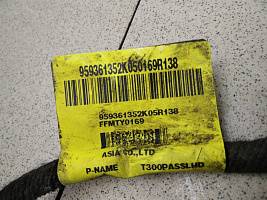 959361352K050169R138
959361352K05R138
FFMTY0169
ASIA CO.,LTD
P-NAME T300PASSLHD